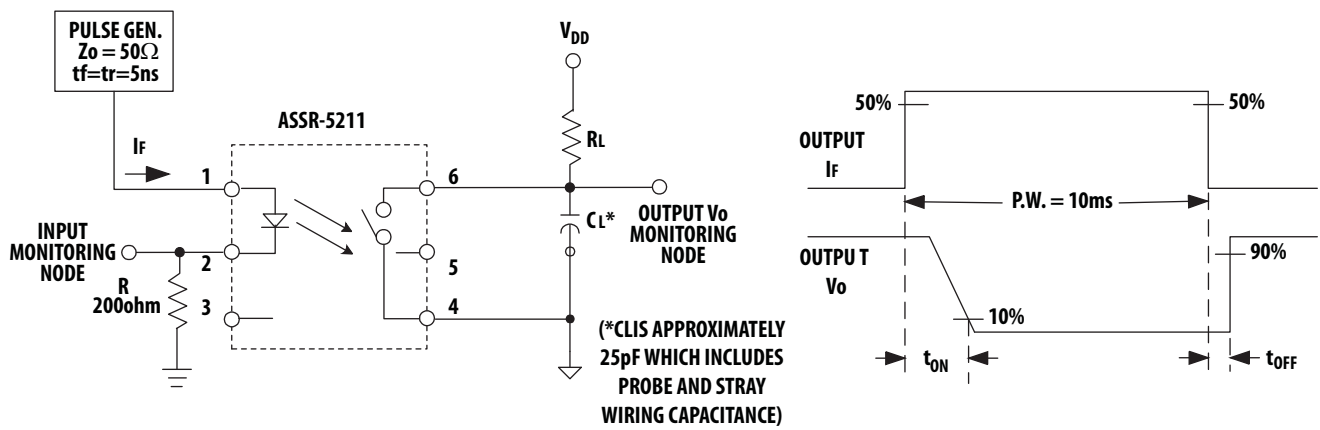 PULSE GEN.
Zo = 50Ω
tf=tr=5ns
VDD
ASSR-5211
RL
IF
1
6
CL*
OUTPUT Vo
MONITORING
NODE
INPUT
MONITORING
NODE
2
5
R
200ohm
3
4
(*CLIS APPROXIMATELY
25pF WHICH INCLUDES
PROBE AND STRAY
WIRING CAPACITANCE)
50%
50%
OUTPUT
IF
P.W. = 10ms
OUTPU T
Vo
90%
10%
tON
tOFF